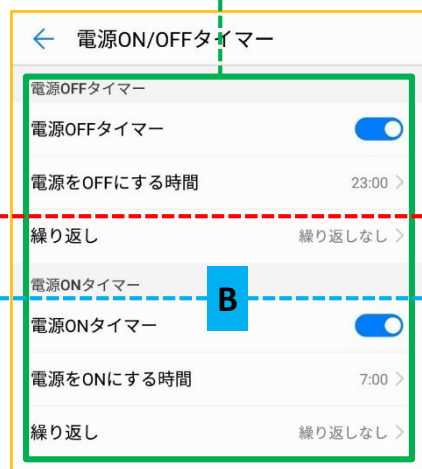 電源ON/OFFタイマー
電源OFFタイマー
電源OFFタイマー
電源をOFFにする時間 23:00
繰り返し 繰り返しなし
電源ONタイマー
B
電源ONタイマー
電源をONにする時間 7:00
繰り返し 繰り返しなし